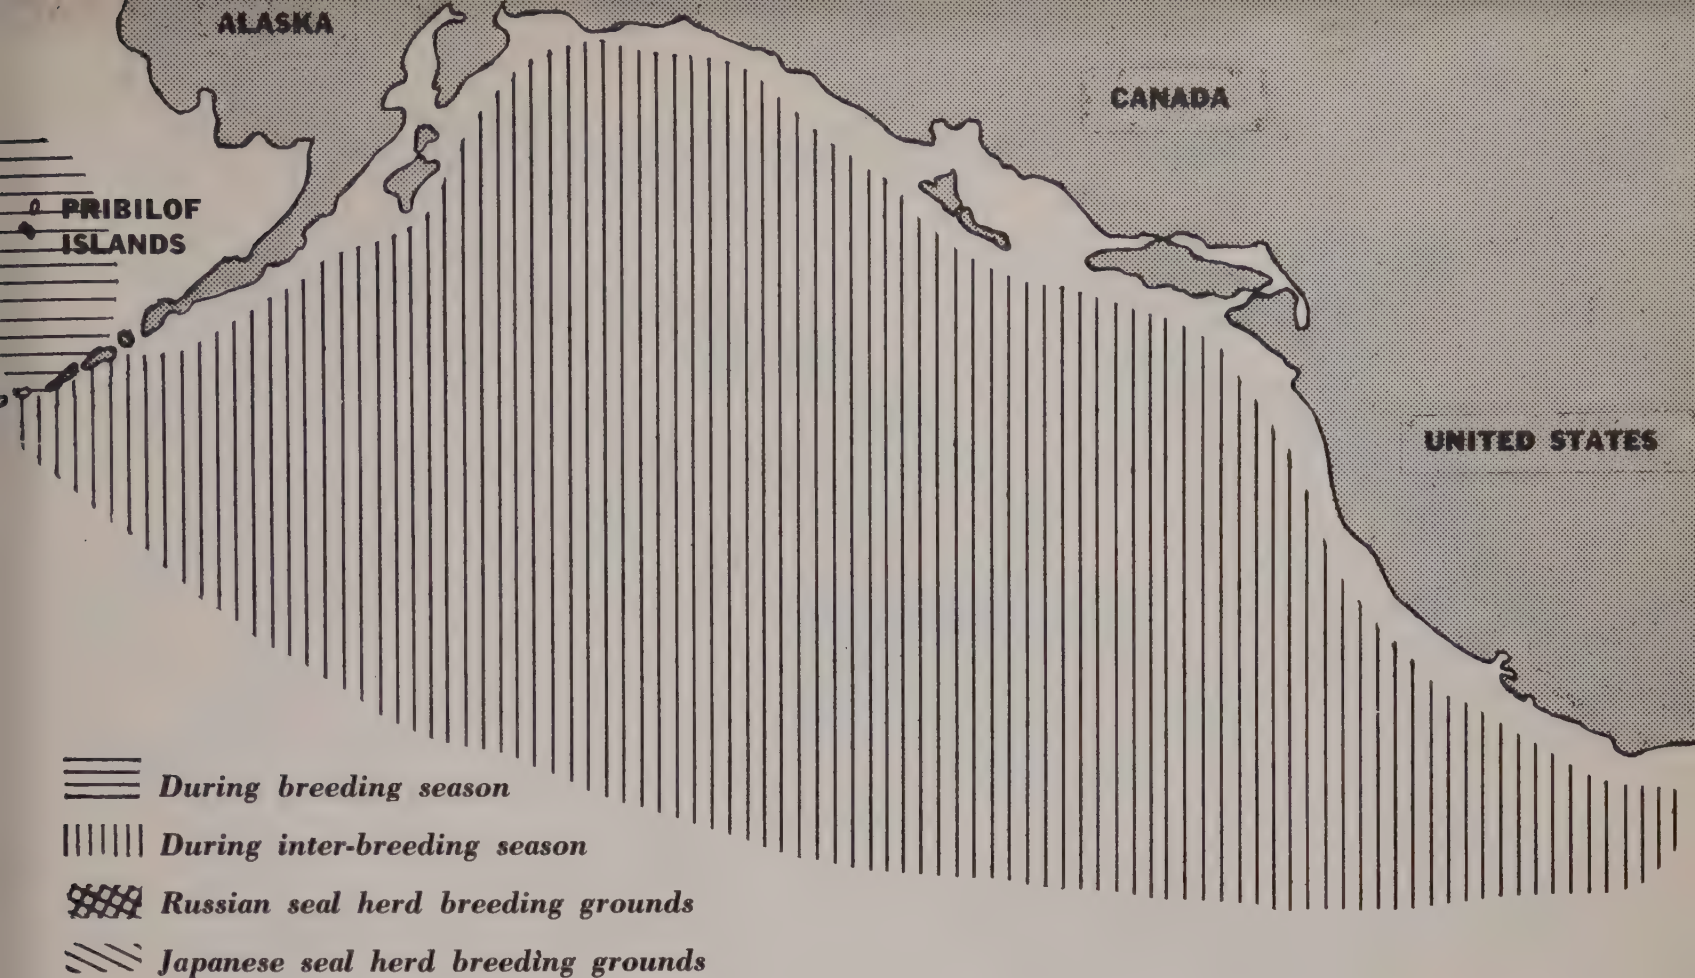 ALASKA
CANADA
PRIBILOF
ISLANDS
UNITED STATES
During breeding season
During inter-breeding season
Russian seal herd breeding grounds
Japanese seal herd breeding grounds